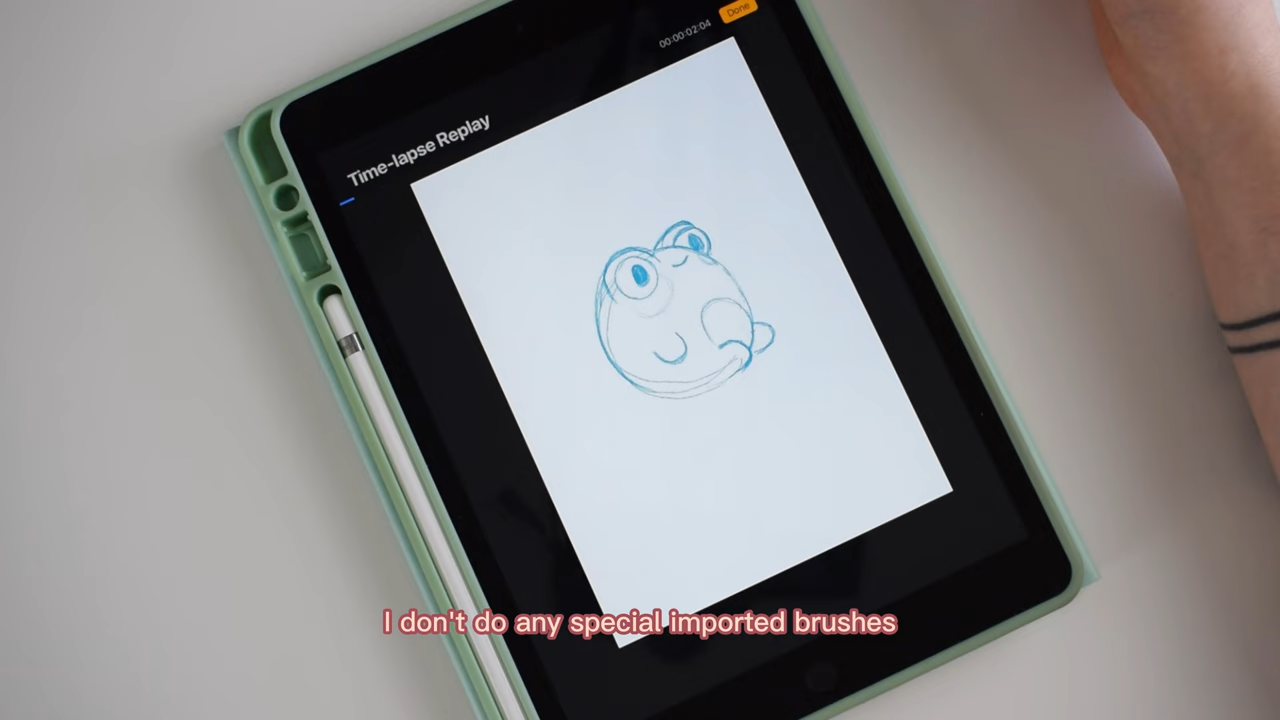 Done
00:00:02:04
Time-lapse Replay
I don't do any special imported brushes